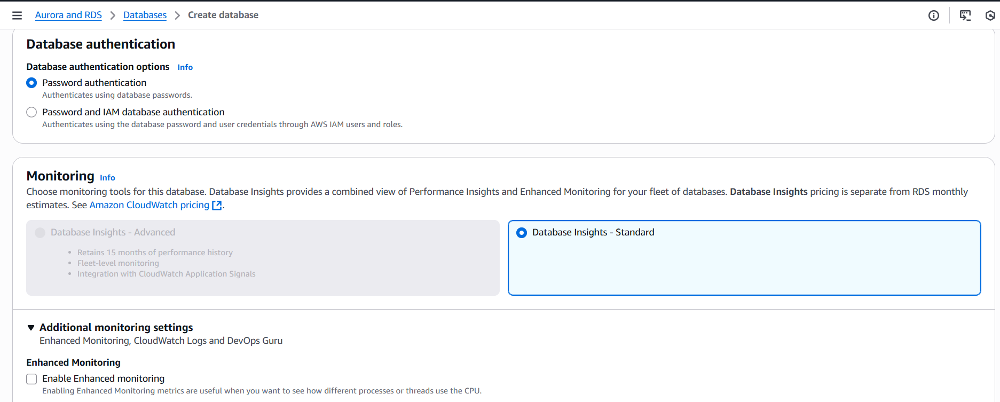 Aurora and RDS > Databases > Create database
Database authentication
Database authentication options Info
Password authentication
Authenticates using database passwords.
Password and IAM database authentication
Authenticates using the database password and user credentials through AWS IAM users and roles.
Monitoring Info
Choose monitoring tools for this database. Database Insights provides a combined view of Performance Insights and Enhanced Monitoring for your fleet of databases. Database Insights pricing is separate from RDS monthly
estimates. See Amazon CloudWatch pricing.
Database Insights - Advanced
• Retains 15 months of performance history
• Fleet-level monitoring
• Integration with CloudWatch Application Signals
Database Insights - Standard
Additional monitoring settings
Enhanced Monitoring, CloudWatch Logs and DevOps Guru
Enhanced Monitoring
Enable Enhanced monitoring
Enabling Enhanced Monitoring metrics are useful when you want to see how different processes or threads use the CPU.